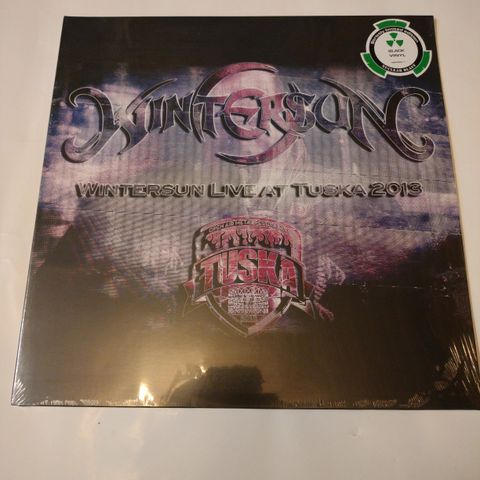 WINTERSUN
WINTERSUN LIVE AT TUSKA 2013
TUSKA
BLACK
VINYL